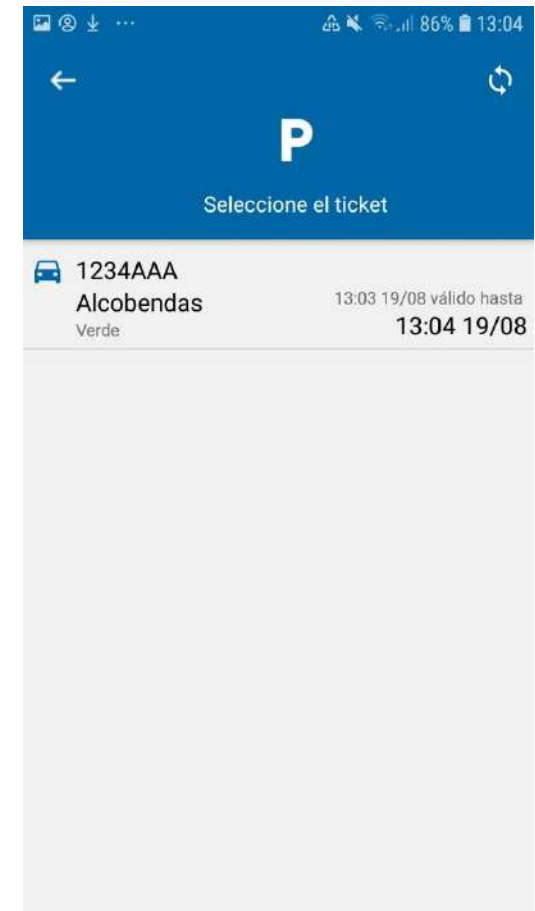 86% 13:04
P
Seleccione el ticket
1234AAA
Alcobendas
13:03 19/08 válido hasta
Verde
13:04 19/08